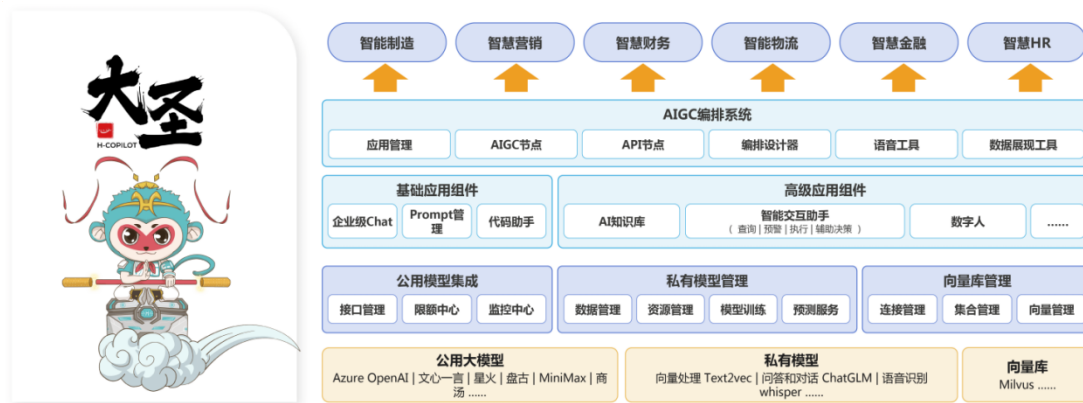 大圣
H-COPILOT
智能制造
智慧营销
智慧财务
智能物流
智慧金融
智慧HR
AIGC编排系统
应用管理
AIGC节点
API节点
编排设计器
语音工具
数据展现工具
基础应用组件
企业级Chat
Prompt管
理
代码助手
高级应用组件
AI知识库
智能交互助手
( 查询 | 预警 | 执行 | 辅助决策 )
数字人
......
公用模型集成
接口管理
限额中心
监控中心
私有模型管理
数据管理
资源管理
模型训练
预测服务
向量库管理
连接管理
集合管理
向量管理
公用大模型
Azure OpenAI | 文心一言 | 星火 | 盘古 | MiniMax | 商
汤 ......
私有模型
向量处理 Text2vec | 问答和对话 ChatGLM | 语音识别
whisper ......
向量库
Milvus ......